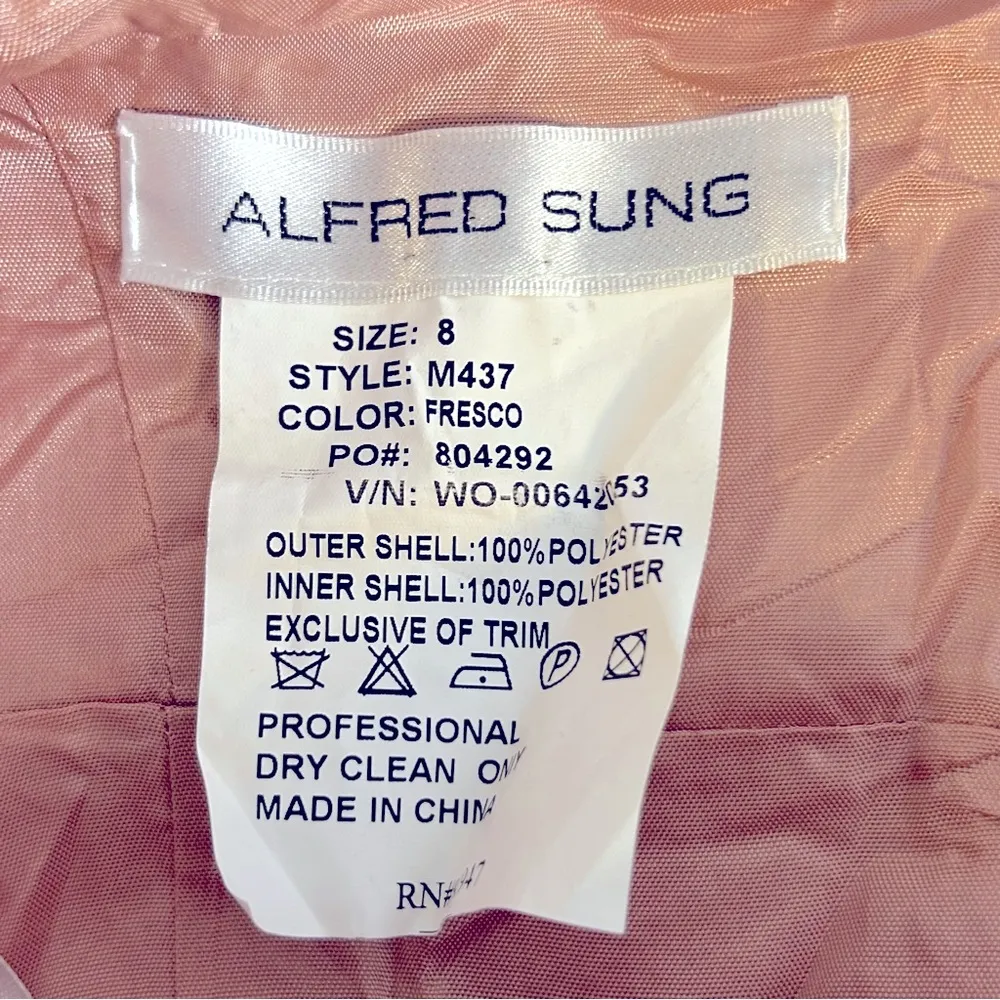 ALFRED SUNG
SIZE: 8
STYLE: M437
COLOR: FRESCO
PO#: 804292
V/N:
OUTER SHELL:100%POLYESTER
INNER SHELL:100%POLYESTER
EXCLUSIVE OF TRIM
P
PROFESSIONAL
DRY CLEAN ONLY
MADE IN CHINA